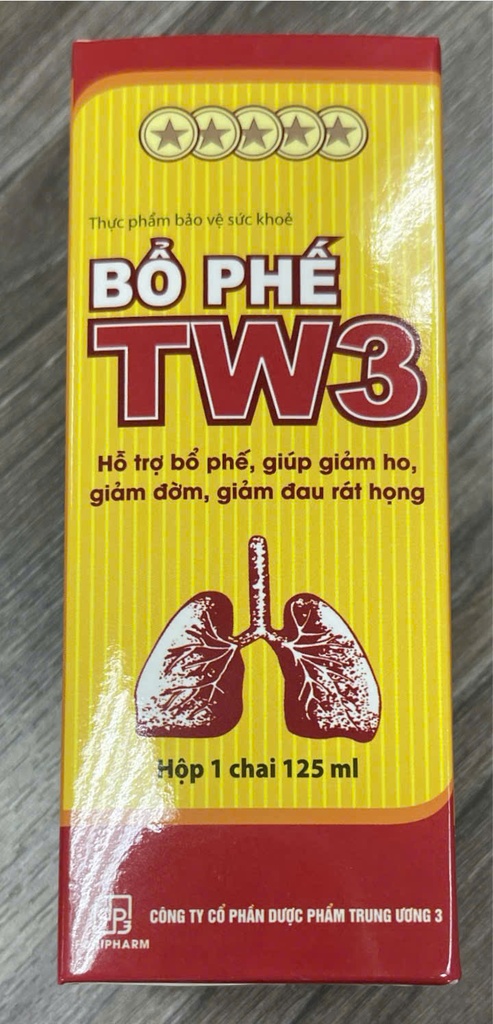 Thực phẩm bảo vệ sức khoẻ
BỔ PHẾ
TW3
Hỗ trợ bổ phế, giúp giảm ho,
giảm đờm, giảm đau rát họng
Hộp 1 chai 125 ml
CÔNG TY CỔ PHẦN DƯỢC PHẨM TRUNG ƯƠNG 3